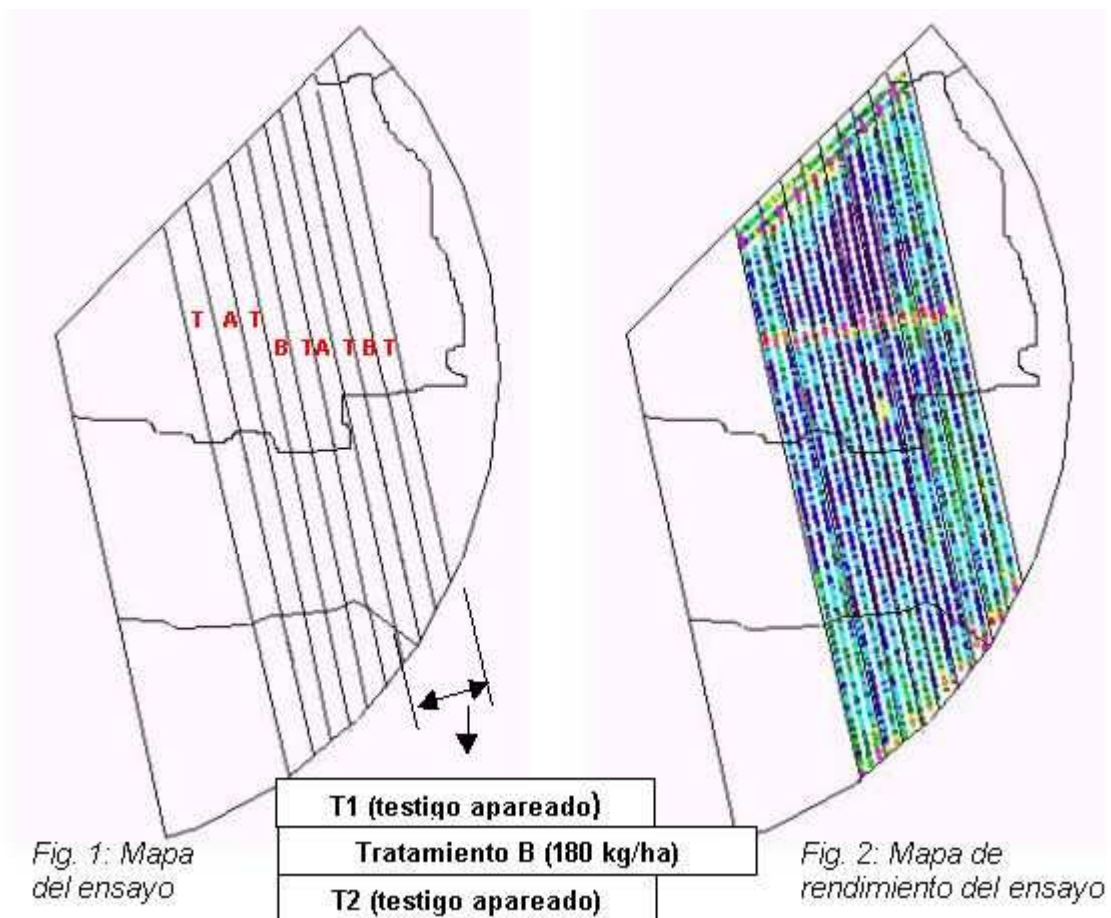 T A T
B T A T B T
T1 (testigo apareado)
Tratamiento B (180 kg/ha)
T2 (testigo apareado)
Fig. 1: Mapa
del ensayo
Fig. 2: Mapa de
rendimiento del ensayo